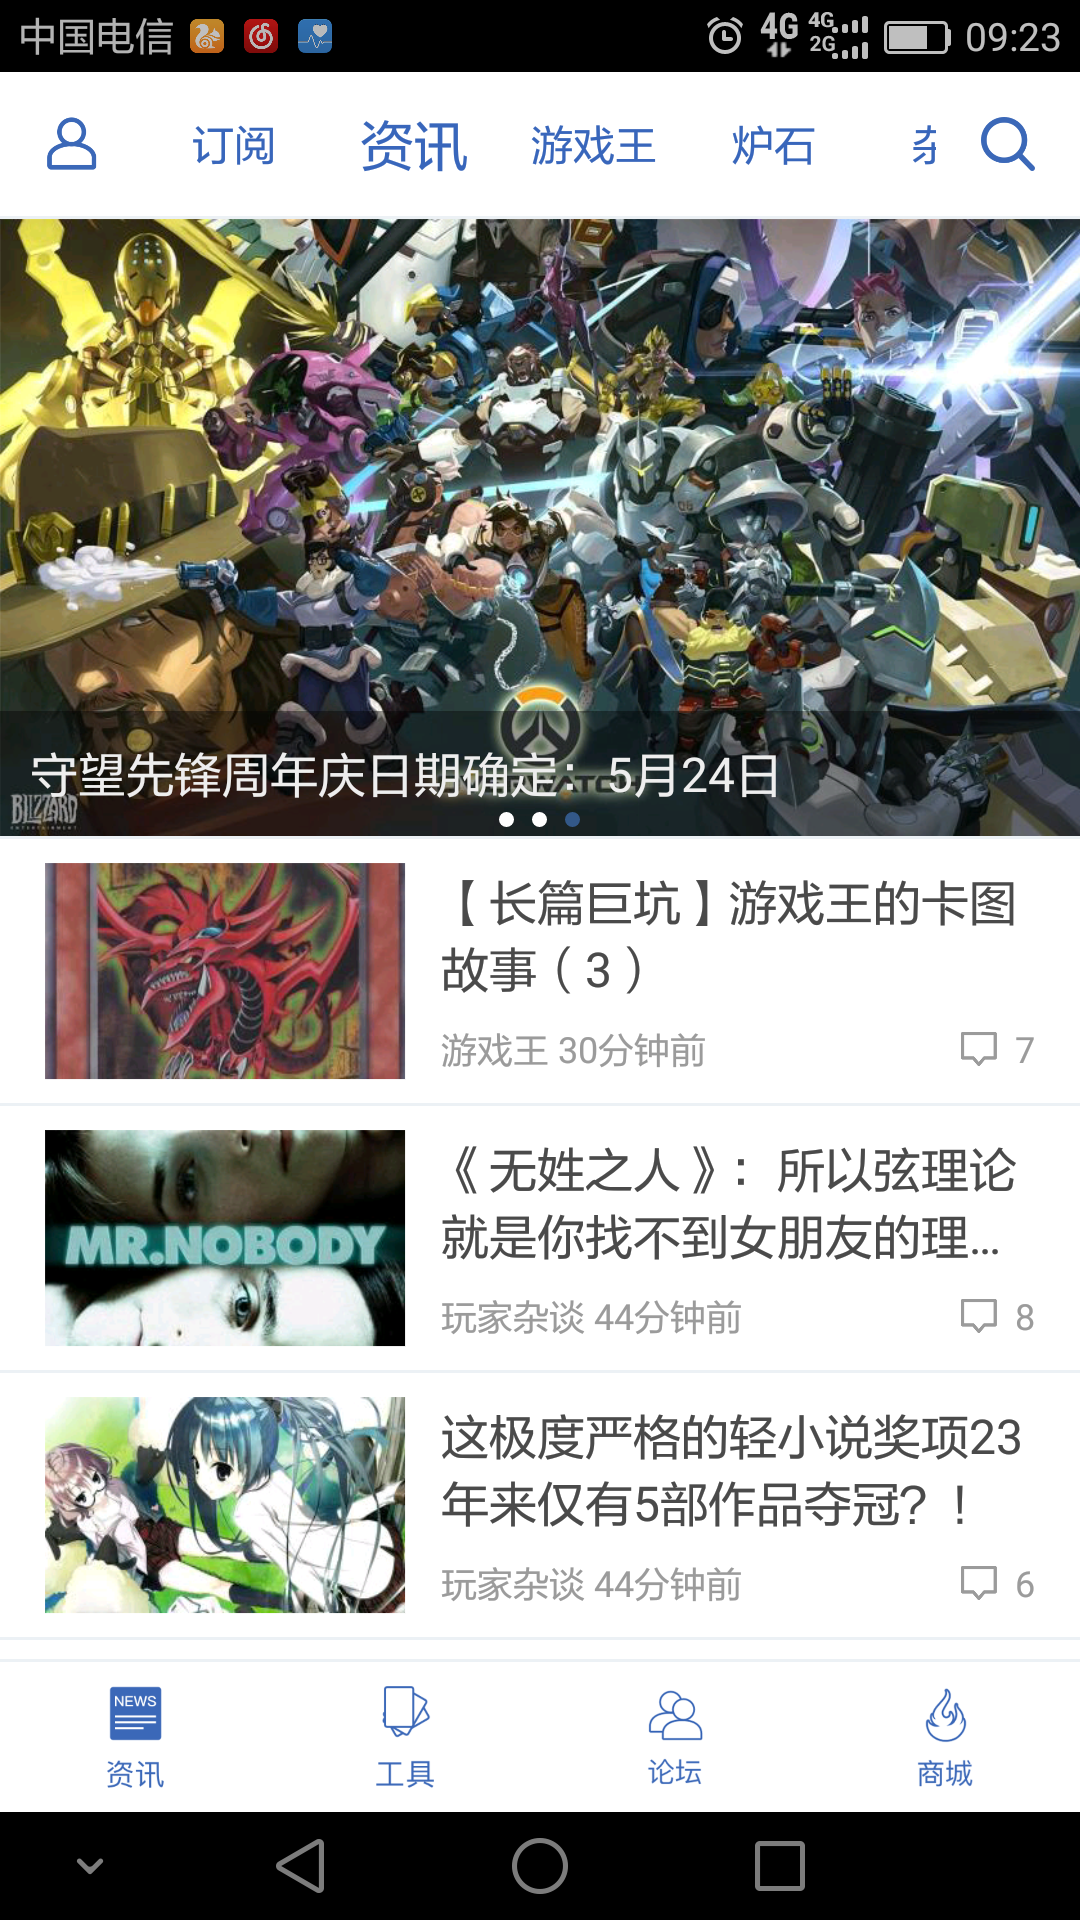 中国电信
4G 4G 2G 09:23
订阅 资讯 游戏王 炉石
守望先锋周年庆日期确定：5月24日
BLIZZARD
ENTERTAINMENT
【长篇巨坑】游戏王的卡图
故事（3）
游戏王 30分钟前 7
MR.NOBODY
《无姓之人》：所以弦理论
就是你找不到女朋友的理...
玩家杂谈 44分钟前 8
这极度严格的轻小说奖项23
年来仅有5部作品夺冠？！
玩家杂谈 44分钟前 6
NEWS
资讯 工具 论坛 商城